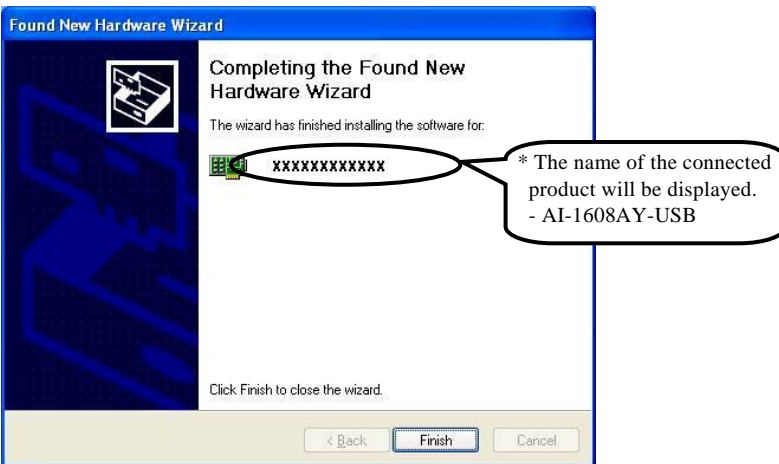 Found New Hardware Wizard
Completing the Found New
Hardware Wizard
The wizard has finished installing the software for:
xxxxxxxxxxxx
* The name of the connected
product will be displayed.
- AI-1608AY-USB
Click Finish to close the wizard.
< Back Finish Cancel